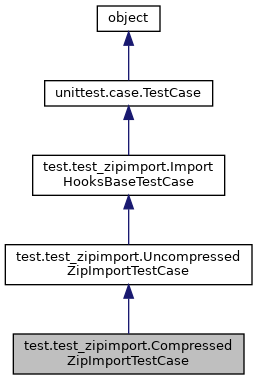 object
unittest.case.TestCase
test.test_zipimport.Import
HooksBaseTestCase
test.test_zipimport.Uncompressed
ZipImportTestCase
test.test_zipimport.Compressed
ZipImportTestCase